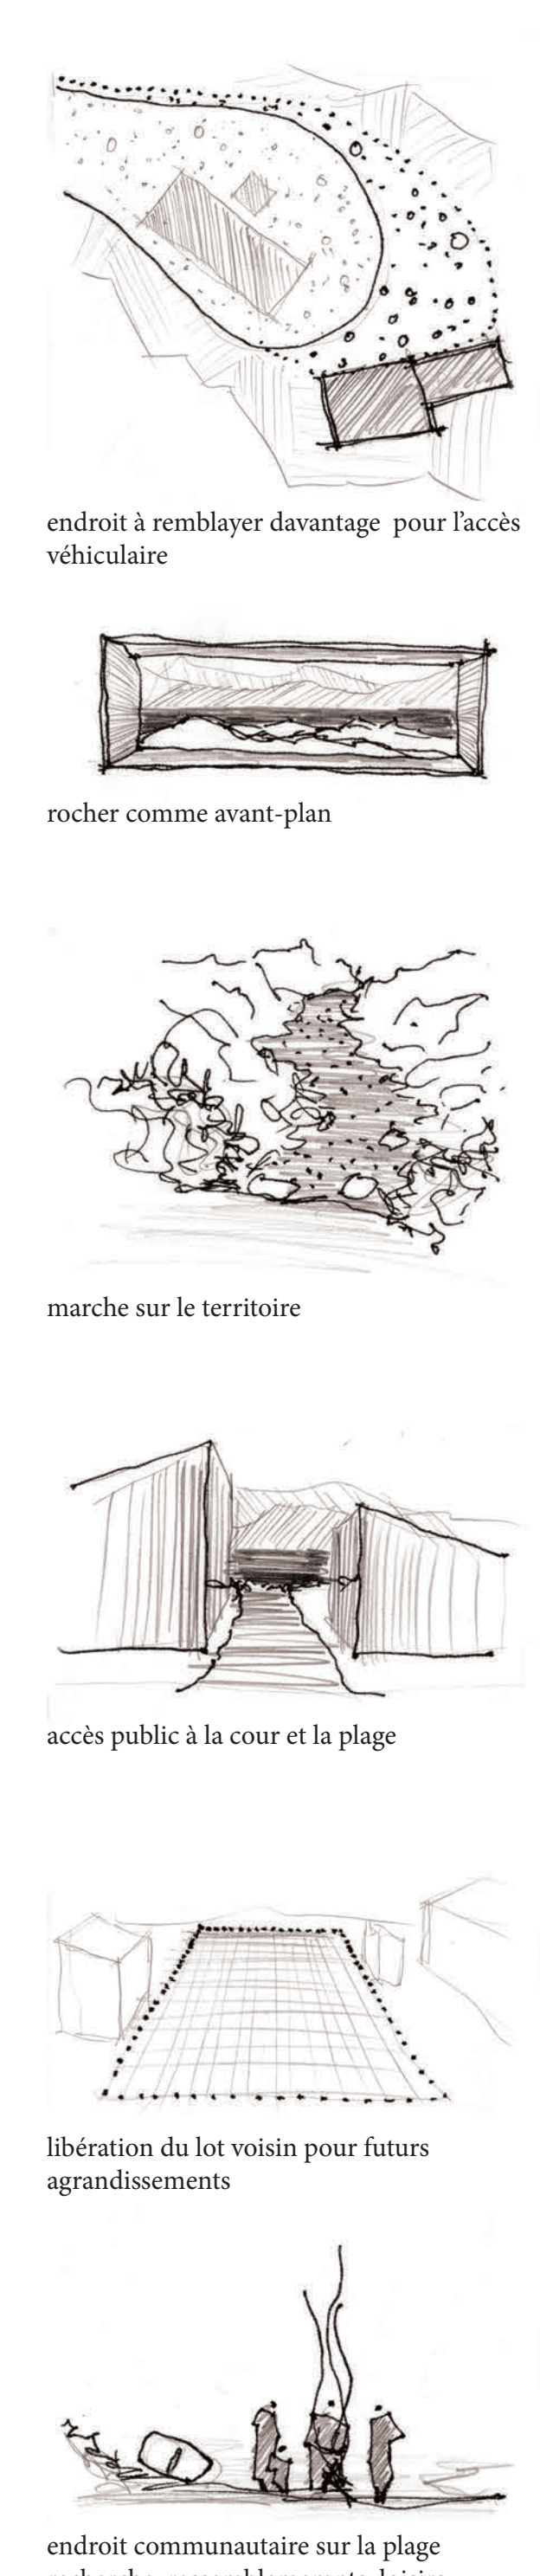 endroit à remblayer davantage pour l'accès
véhiculaire
rocher comme avant-plan
marche sur le territoire
accès public à la cour et la plage
libération du lot voisin pour futurs
agrandissements
endroit communautaire sur la plage